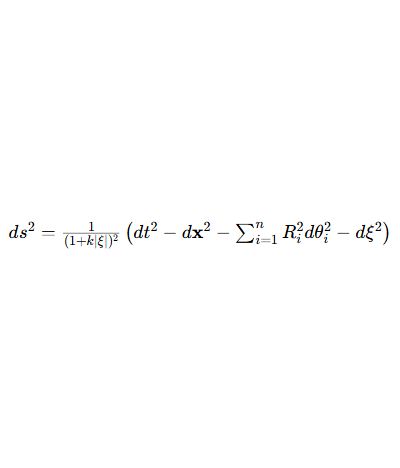 $ds^2 = \frac{1}{(1+k|\xi|)^2} \left( dt^2 - d\mathbf{x}^2 - \sum_{i=1}^{n} R_i^2 d\theta_i^2 - d\xi^2 \right)$